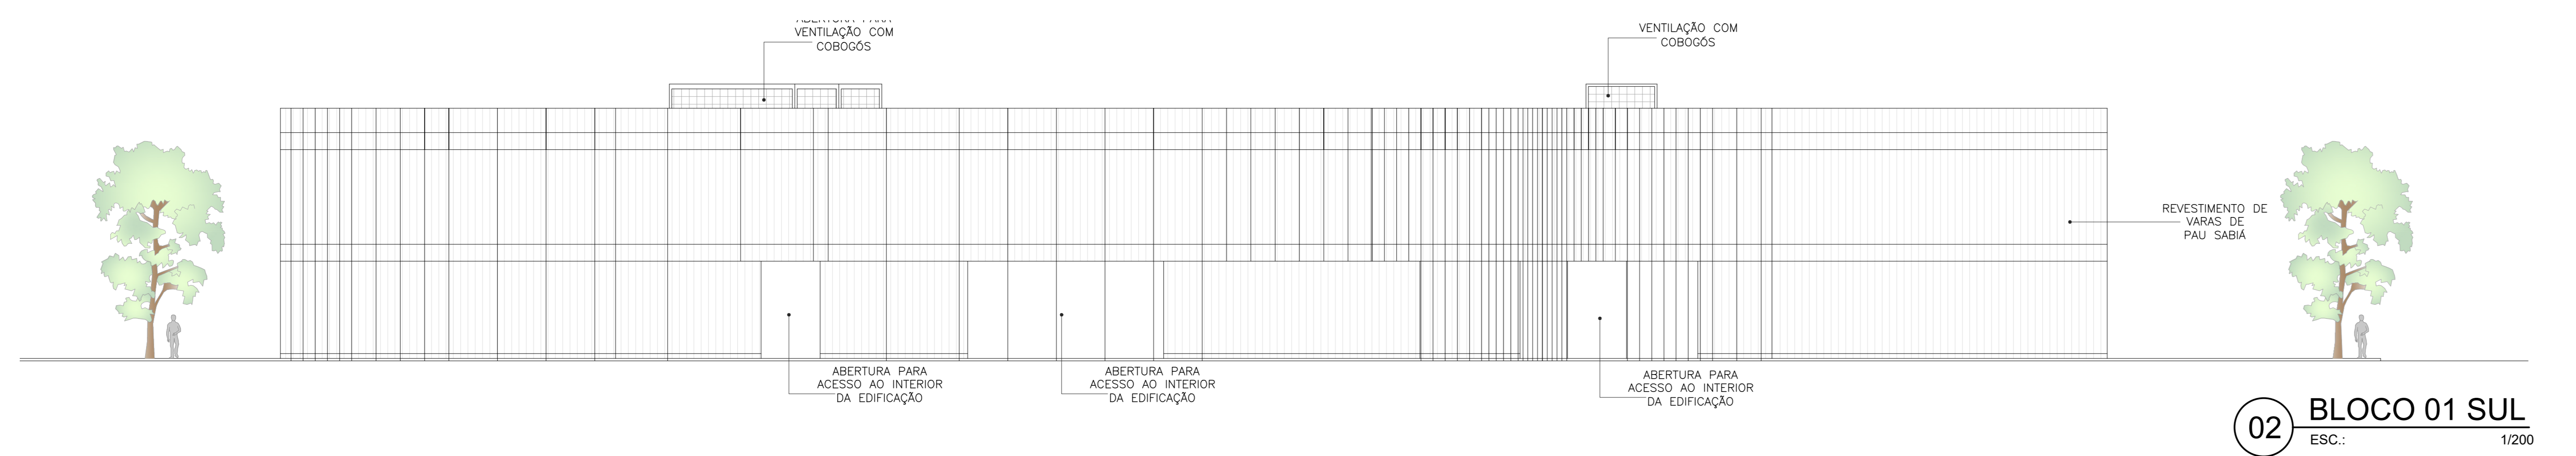 ABERTURA PARA
VENTILAÇÃO COM
COBOGÓS
VENTILAÇÃO COM
COBOGÓS
REVESTIMENTO DE
VARAS DE
PAU SABIÁ
ABERTURA PARA
ACESSO AO INTERIOR
DA EDIFICAÇÃO
ABERTURA PARA
ACESSO AO INTERIOR
DA EDIFICAÇÃO
ABERTURA PARA
ACESSO AO INTERIOR
DA EDIFICAÇÃO
02
BLOCO 01 SUL
ESC.: 1/200